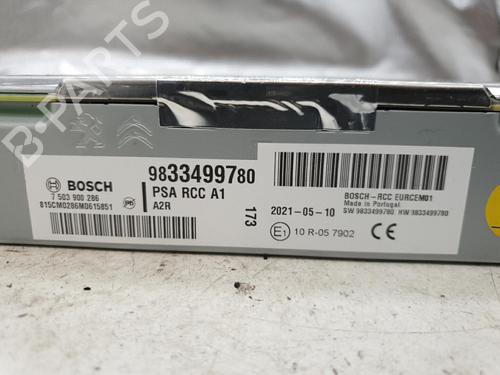 B-PARTS
BOSCH
7 503 900 286
815CM0286M0615851
9833499780
PSA RCC A1
A2R
173
2021-05-10
E1 10 R-05 7902
BOSCH-RCC EURCEM01
Made in Portugal
SW 9833499780, HW 9833499780
CE